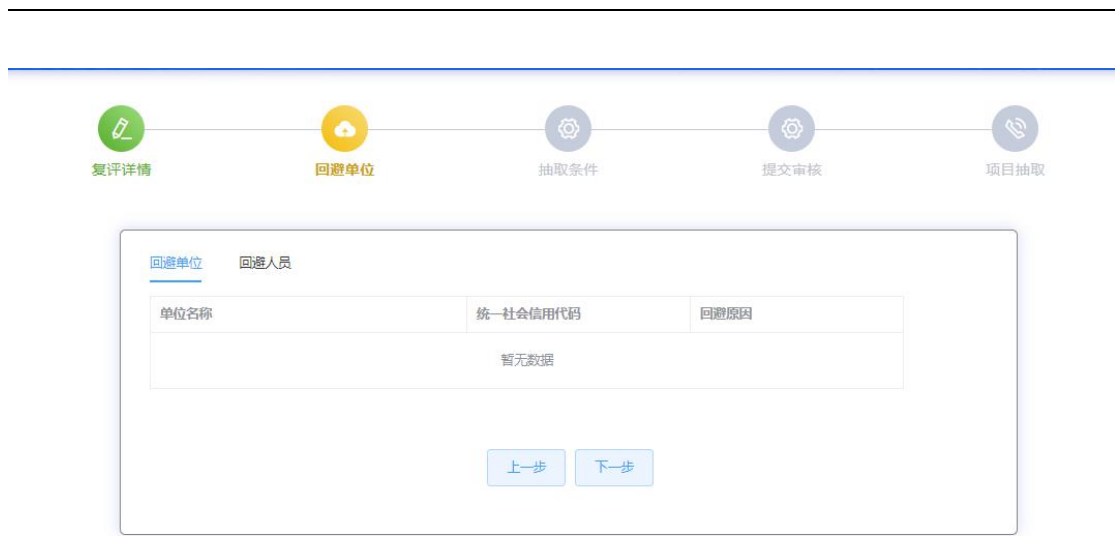 复评详情 回避单位 抽取条件 提交审核 项目抽取
回避单位 回避人员
单位名称 统一社会信用代码 回避原因
暂无数据
上一步 下一步